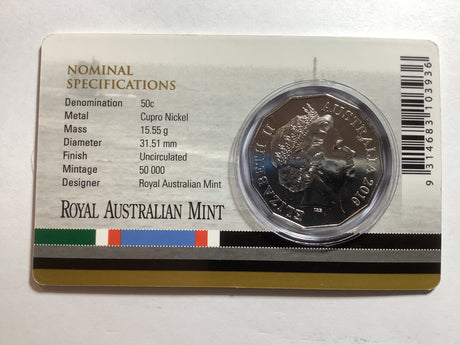 NOMINAL
SPECIFICATIONS
Denomination 50c
Metal Cupro Nickel
Mass 15.55 g
Diameter 31.51 mm
Finish Uncirculated
Mintage 50 000
Designer Royal Australian Mint
ROYAL AUSTRALIAN MINT
ELIZABETH II AUSTRALIA 2016
IRB
9 314683 103936